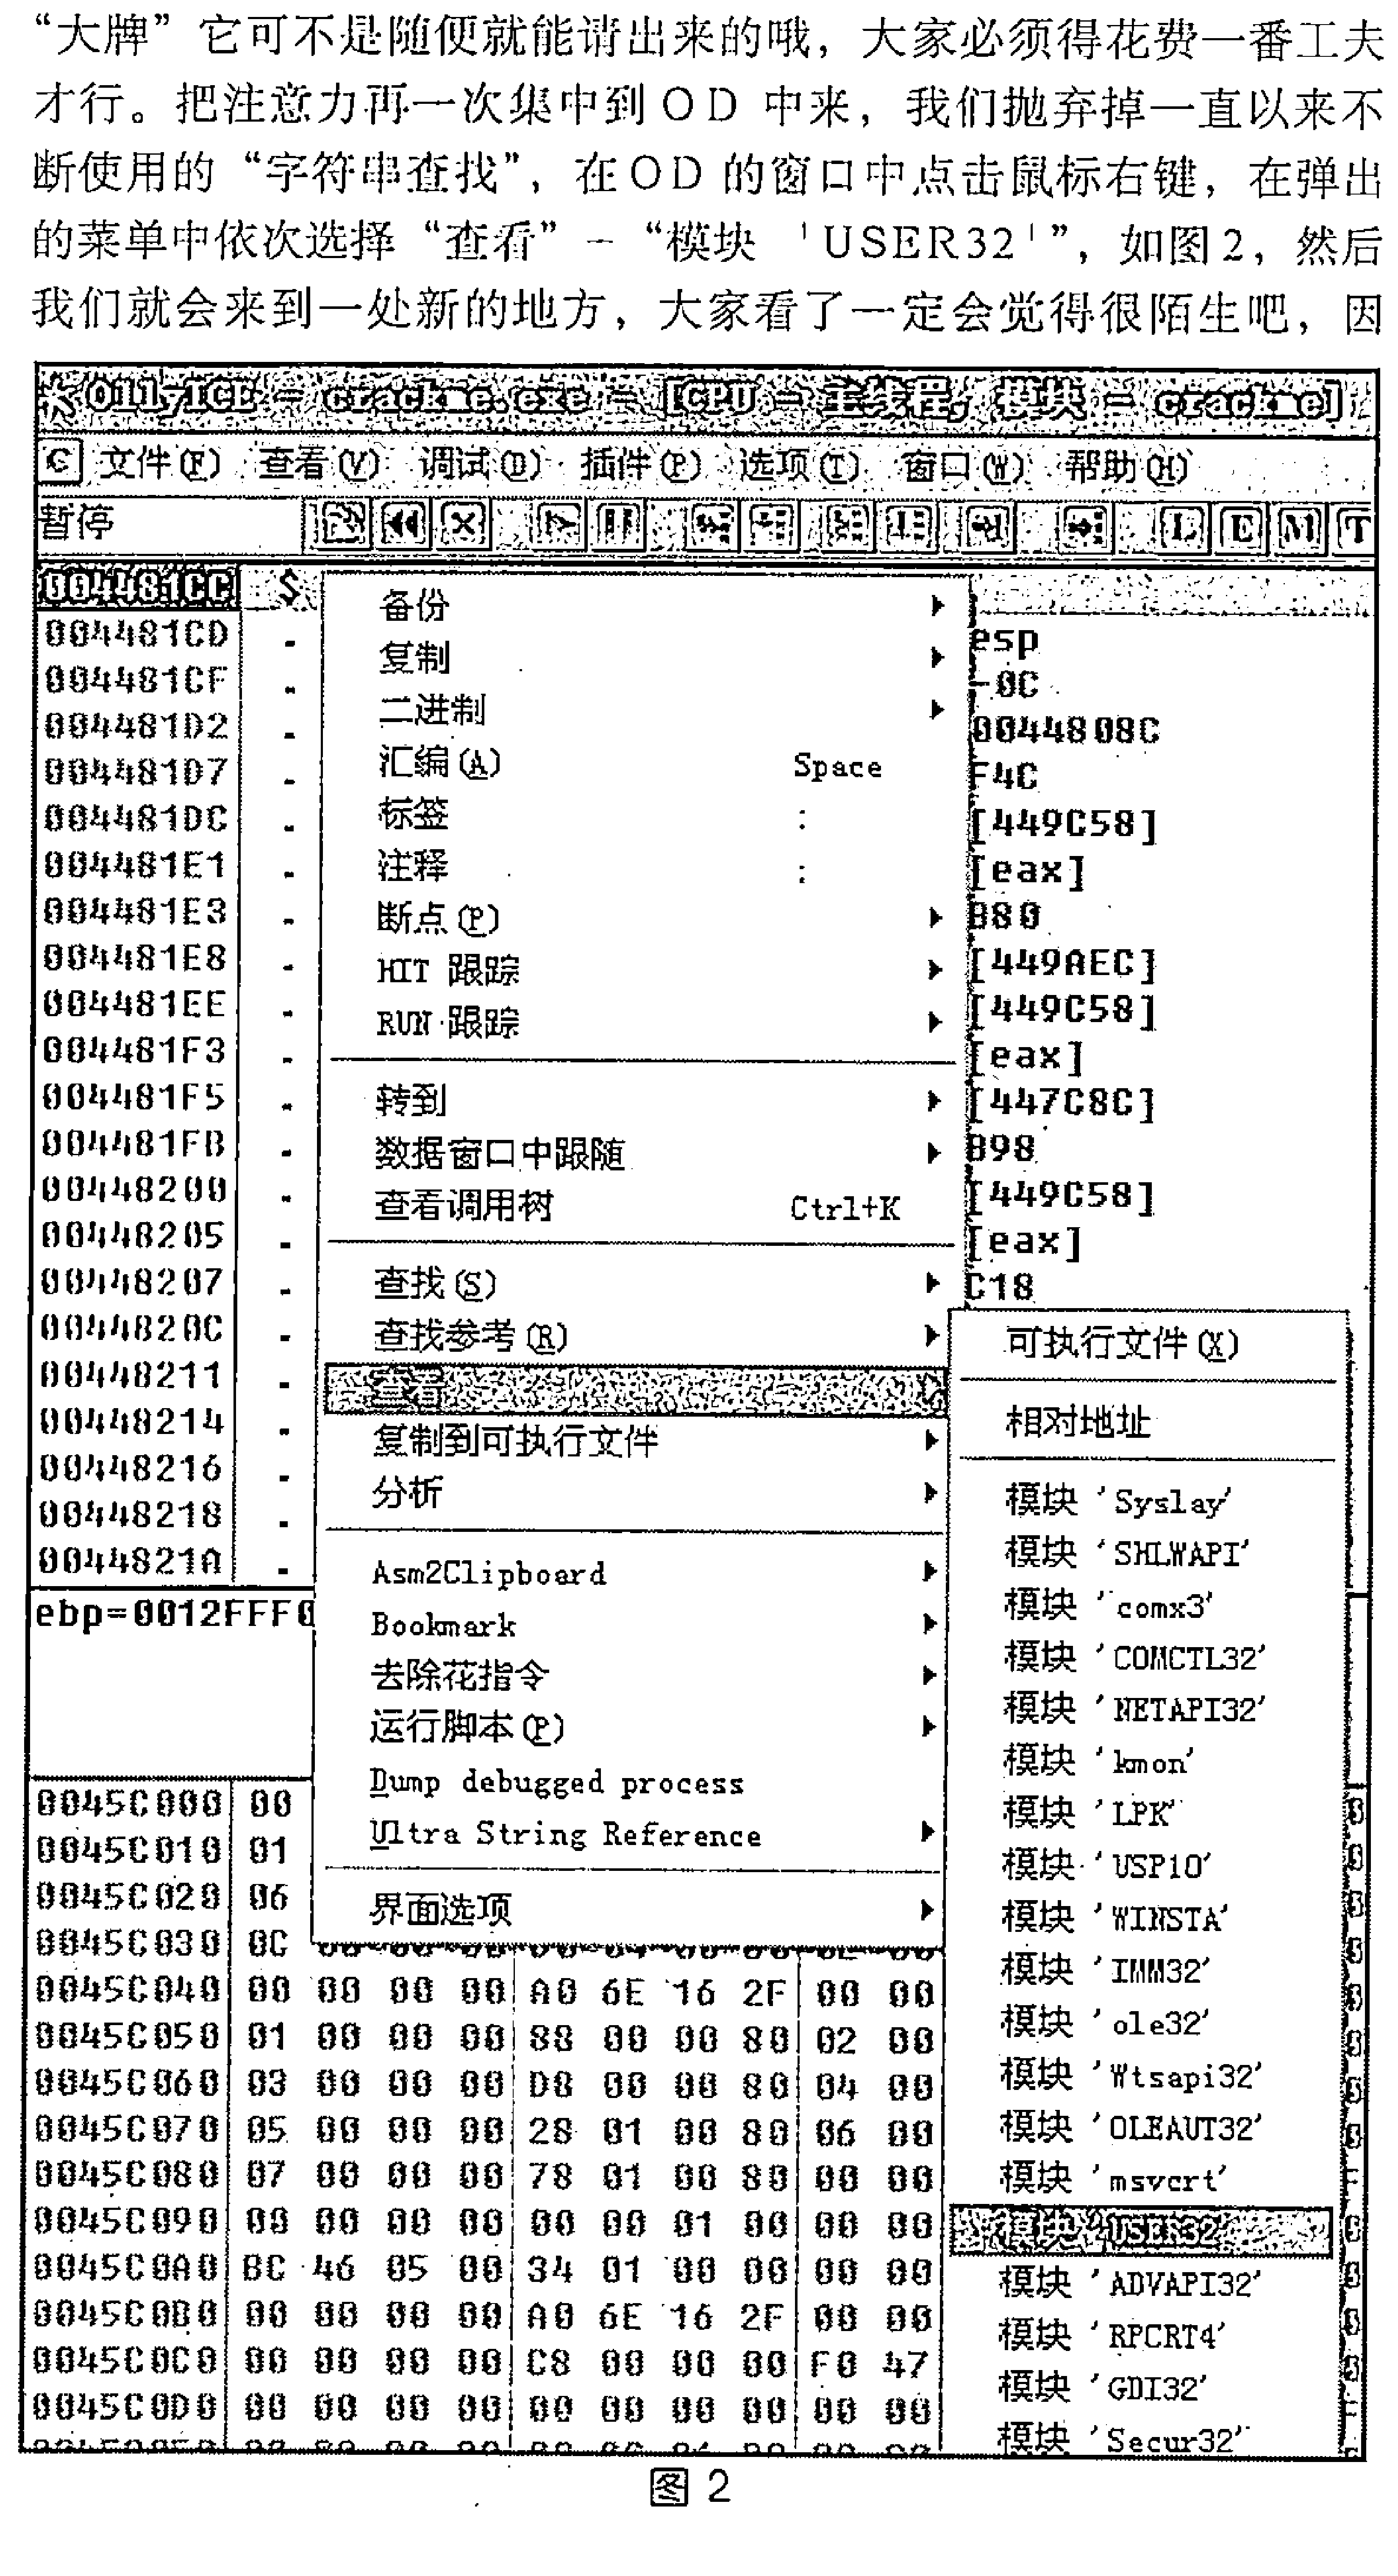 “大牌”它可不是随便就能请出来的哦，大家必须得花费一番工夫
才行。把注意力再一次集中到OD 中来，我们抛弃掉一直以来不
断使用的“字符串查找”，在OD 的窗口中点击鼠标右键，在弹出
的菜单中依次选择“查看” - “模块 'USER32'”，如图2，然后
我们就会来到一处新的地方，大家看了一定会觉得很陌生吧，因
OllyICE - crackme.exe - [CPU - 主线程, 模块 - crackme]
C 文件(F) 查看(V) 调试(D) 插件(P) 选项(T) 窗口(W) 帮助(H)
暂停 L E M T
004481CC $
004481CD .
004481CF .
004481D2 .
004481D7 .
004481DC .
004481E1 .
004481E3 .
004481E8 .
004481EE .
004481F3 .
004481F5 .
004481FB .
00448200 .
00448205 .
00448207 .
0044820C .
00448211 .
00448214 .
00448216 .
00448218 .
0044821A .
备份
复制
二进制
汇编(A) Space
标签 :
注释 ;
断点(P)
HIT 跟踪
RUN 跟踪
转到
数据窗口中跟随
查看调用树 Ctrl+K
查找(S)
查找参考(R)
查看
复制到可执行文件
分析
Asm2Clipboard
Bookmark
去除花指令
运行脚本(P)
Dump debugged process
Ultra String Reference
界面选项
esp
-0C
0044808C
F4C
[449C58]
[eax]
B80
[449AEC]
[449C58]
[eax]
[447C8C]
B98
[449C58]
[eax]
C18
可执行文件(X)
相对地址
模块 'Syslay'
模块 'SHLWAPI'
模块 'comx3'
模块 'COMCTL32'
模块 'NETAPI32'
模块 'kmon'
模块 'LPK'
模块 'USP10'
模块 'WINSTA'
模块 'IMM32'
模块 'ole32'
模块 'Wtsapi32'
模块 'OLEAUT32'
模块 'msvcrt'
模块 'USER32'
模块 'ADVAPI32'
模块 'RPCRT4'
模块 'GDI32'
模块 'Secur32'
ebp=0012FFF0
0045C000 00
0045C010 01
0045C020 06
0045C030 0C
0045C040 00 00 00 00 A0 6E 16 2F 00 00
0045C050 01 00 00 00 88 00 00 80 02 00
0045C060 03 00 00 00 D8 00 00 80 04 00
0045C070 05 00 00 00 28 01 00 80 06 00
0045C080 07 00 00 00 78 01 00 80 00 00
0045C090 00 00 00 00 00 00 01 00 00 00
0045C0A0 BC 46 05 00 34 01 00 00 00 00
0045C0B0 00 00 00 00 A0 6E 16 2F 00 00
0045C0C0 00 00 00 00 C8 00 00 00 F0 47
0045C0D0 00 00 00 00 00 00 00 00 00 00
图 2